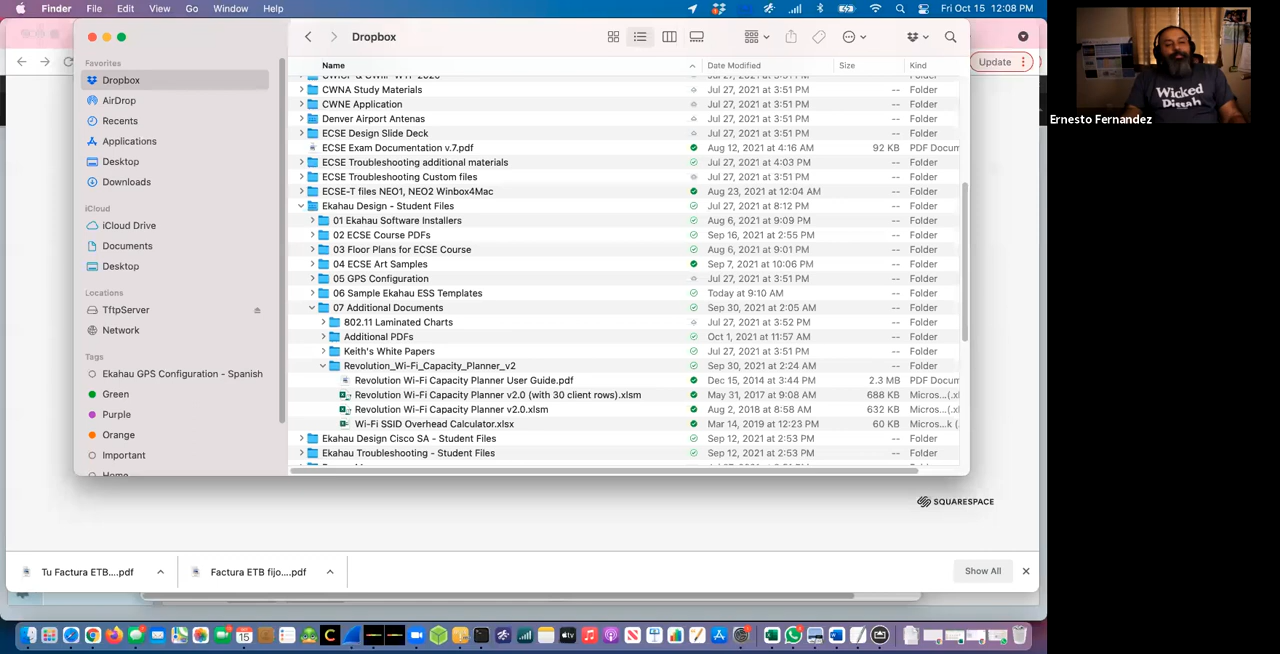 Finder File Edit View Go Window Help Fri Oct 15 12:08 PM
Dropbox
Update
Favorites
Dropbox
AirDrop
Recents
Applications
Desktop
Downloads
iCloud
iCloud Drive
Documents
Desktop
Locations
TftpServer
Network
Tags
Ekahau GPS Configuration - Spanish
Green
Purple
Orange
Important
Home
Name Date Modified Size Kind
CWNA Study Materials Jul 27, 2021 at 3:51 PM -- Folder
CWNE Application Jul 27, 2021 at 3:51 PM -- Folder
Denver Airport Antenas Jul 27, 2021 at 3:51 PM -- Folder
ECSE Design Slide Deck Jul 27, 2021 at 3:51 PM -- Folder
ECSE Exam Documentation v.7.pdf Aug 12, 2021 at 4:16 AM 92 KB PDF Docum
ECSE Troubleshooting additional materials Jul 27, 2021 at 4:03 PM -- Folder
ECSE Troubleshooting Custom files Jul 27, 2021 at 3:51 PM -- Folder
ECSE-T files NEO1, NEO2 Winbox4Mac Aug 23, 2021 at 12:04 AM -- Folder
Ekahau Design - Student Files Jul 27, 2021 at 8:12 PM -- Folder
01 Ekahau Software Installers Aug 6, 2021 at 9:09 PM -- Folder
02 ECSE Course PDFs Sep 16, 2021 at 2:55 PM -- Folder
03 Floor Plans for ECSE Course Aug 6, 2021 at 9:01 PM -- Folder
04 ECSE Art Samples Sep 7, 2021 at 10:06 PM -- Folder
05 GPS Configuration Jul 27, 2021 at 3:51 PM -- Folder
06 Sample Ekahau ESS Templates Today at 9:10 AM -- Folder
07 Additional Documents Sep 30, 2021 at 2:05 AM -- Folder
802.11 Laminated Charts Jul 27, 2021 at 3:52 PM -- Folder
Additional PDFs Oct 1, 2021 at 11:57 AM -- Folder
Keith's White Papers Jul 27, 2021 at 3:51 PM -- Folder
Revolution_Wi-Fi_Capacity_Planner_v2 Sep 30, 2021 at 2:24 AM -- Folder
Revolution Wi-Fi Capacity Planner User Guide.pdf Dec 15, 2014 at 3:44 PM 2.3 MB PDF Docum
Revolution Wi-Fi Capacity Planner v2.0 (with 30 client rows).xlsm May 31, 2017 at 9:08 AM 688 KB Micros...(.xl
Revolution Wi-Fi Capacity Planner v2.0.xlsm Aug 2, 2018 at 8:58 AM 632 KB Micros...(.xl
Wi-Fi SSID Overhead Calculator.xlsx Mar 14, 2019 at 12:23 PM 60 KB Micros...k (.
Ekahau Design Cisco SA - Student Files Sep 12, 2021 at 2:53 PM -- Folder
Ekahau Troubleshooting - Student Files Sep 12, 2021 at 2:53 PM -- Folder
SQUARESPACE
Tu Factura ETB....pdf
Factura ETB fijo....pdf
Show All
15
Wicked
Dissah
Ernesto Fernandez